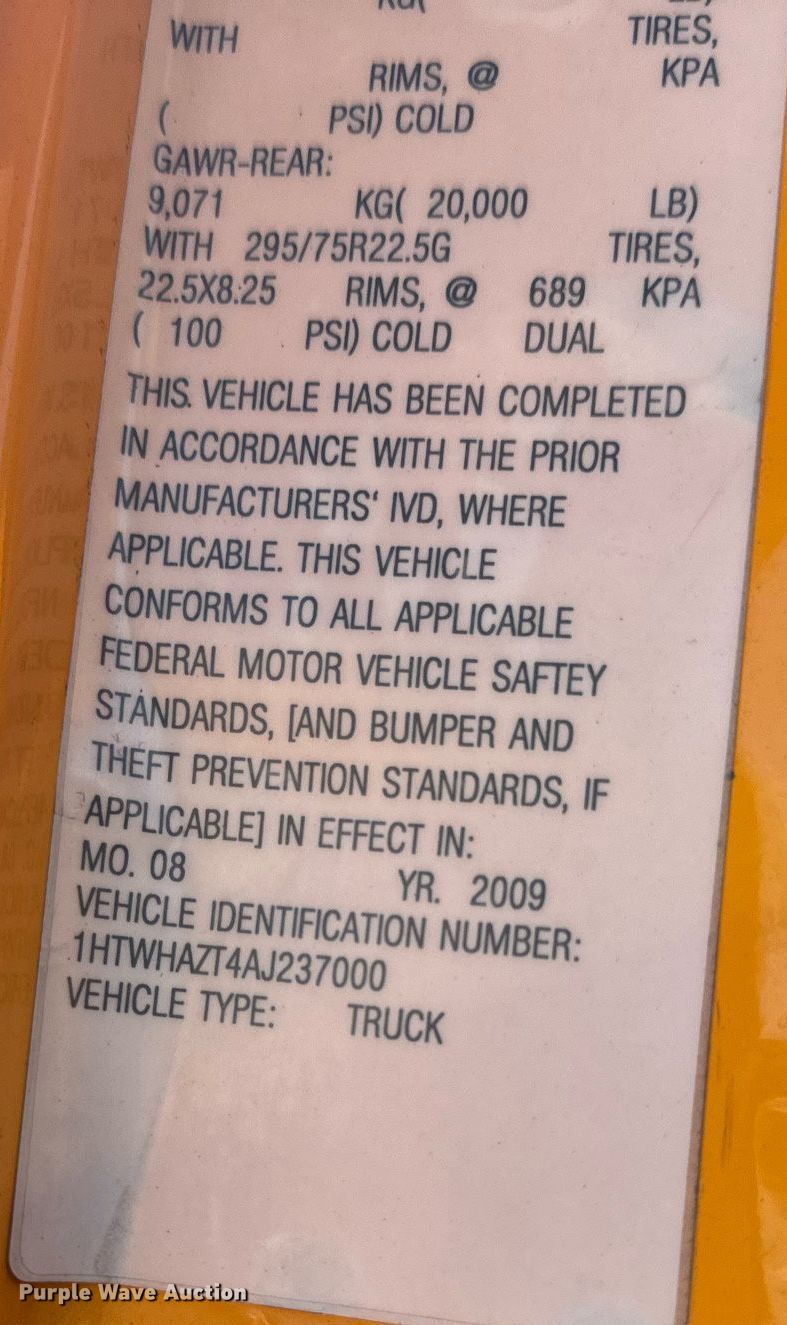 WITH TIRES,
RIMS, @ KPA
( PSI) COLD
GAWR-REAR:
9,071 KG( 20,000 LB)
WITH 295/75R22.5G TIRES,
22.5X8.25 RIMS, @ 689 KPA
( 100 PSI) COLD DUAL
THIS VEHICLE HAS BEEN COMPLETED
IN ACCORDANCE WITH THE PRIOR
MANUFACTURERS' IVD, WHERE
APPLICABLE. THIS VEHICLE
CONFORMS TO ALL APPLICABLE
FEDERAL MOTOR VEHICLE SAFTEY
STANDARDS, [AND BUMPER AND
THEFT PREVENTION STANDARDS, IF
APPLICABLE] IN EFFECT IN:
MO. 08 YR. 2009
VEHICLE IDENTIFICATION NUMBER:
1HTWHAZT4AJ237000
VEHICLE TYPE: TRUCK
Purple Wave Auction